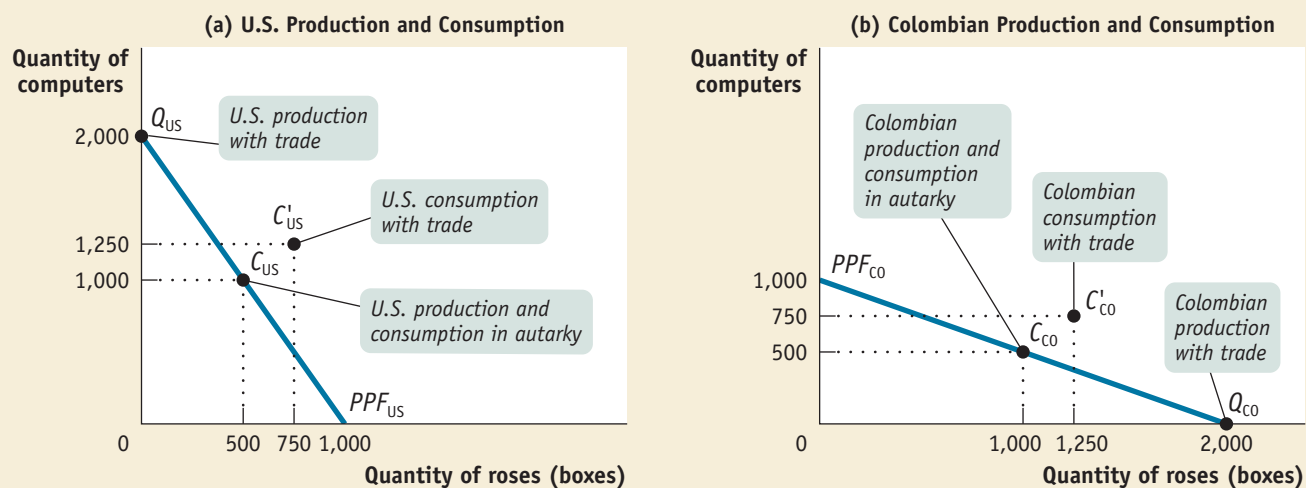 (a) U.S. Production and Consumption
Quantity of
computers
Q_US
U.S. production
with trade
2,000
C'_US
U.S. consumption
with trade
1,250
C_US
1,000
U.S. production and
consumption in autarky
PPF_US
0
500
750
1,000
Quantity of roses (boxes)
(b) Colombian Production and Consumption
Quantity of
computers
Colombian
production and
consumption
in autarky
Colombian
consumption
with trade
PPF_CO
1,000
C'_CO
750
C_CO
500
Colombian
production
with trade
Q_CO
0
1,000
1,250
2,000
Quantity of roses (boxes)